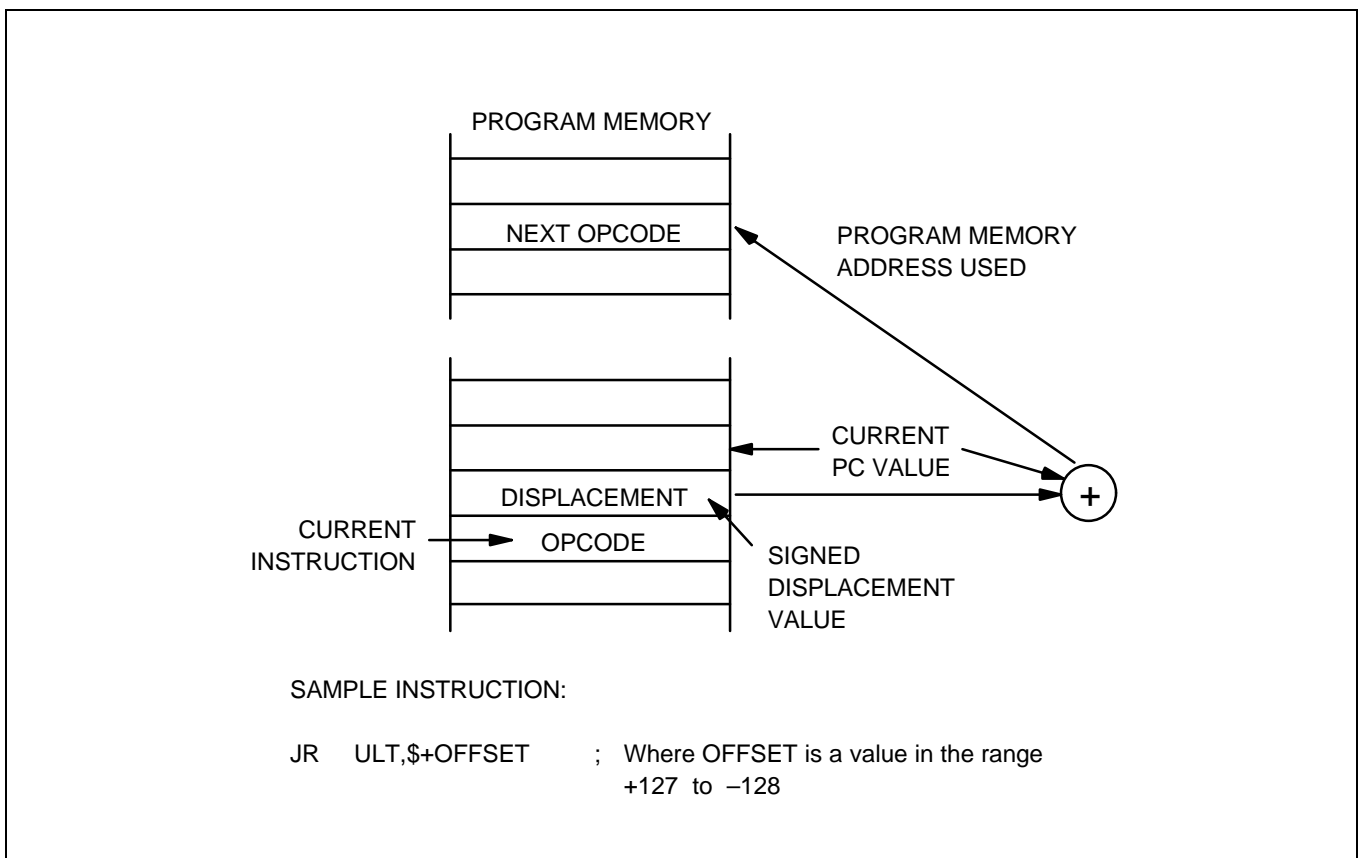 PROGRAM MEMORY
NEXT OPCODE
PROGRAM MEMORY
ADDRESS USED
CURRENT
PC VALUE
+
DISPLACEMENT
CURRENT
INSTRUCTION
OPCODE
SIGNED
DISPLACEMENT
VALUE
SAMPLE INSTRUCTION:
JR ULT,$+OFFSET ; Where OFFSET is a value in the range
+127 to –128